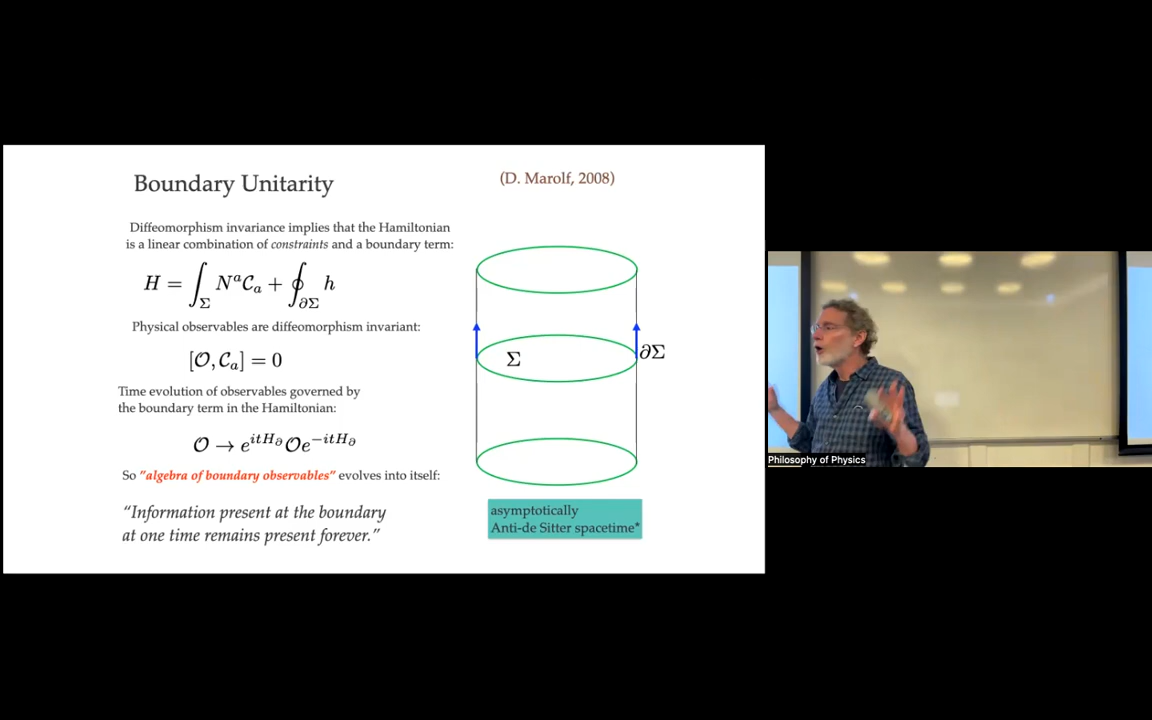 Boundary Unitarity
(D. Marolf, 2008)
Diffeomorphism invariance implies that the Hamiltonian
is a linear combination of constraints and a boundary term:
H = ∫_Σ N^a 𝒞_a + ∮_∂Σ h
Physical observables are diffeomorphism invariant:
[𝒪, 𝒞_a] = 0
Time evolution of observables governed by
the boundary term in the Hamiltonian:
𝒪 → e^{itH_∂} 𝒪 e^{−itH_∂}
So "algebra of boundary observables" evolves into itself:
“Information present at the boundary
at one time remains present forever.”
Σ
∂Σ
asymptotically
Anti-de Sitter spacetime*
Philosophy of Physics